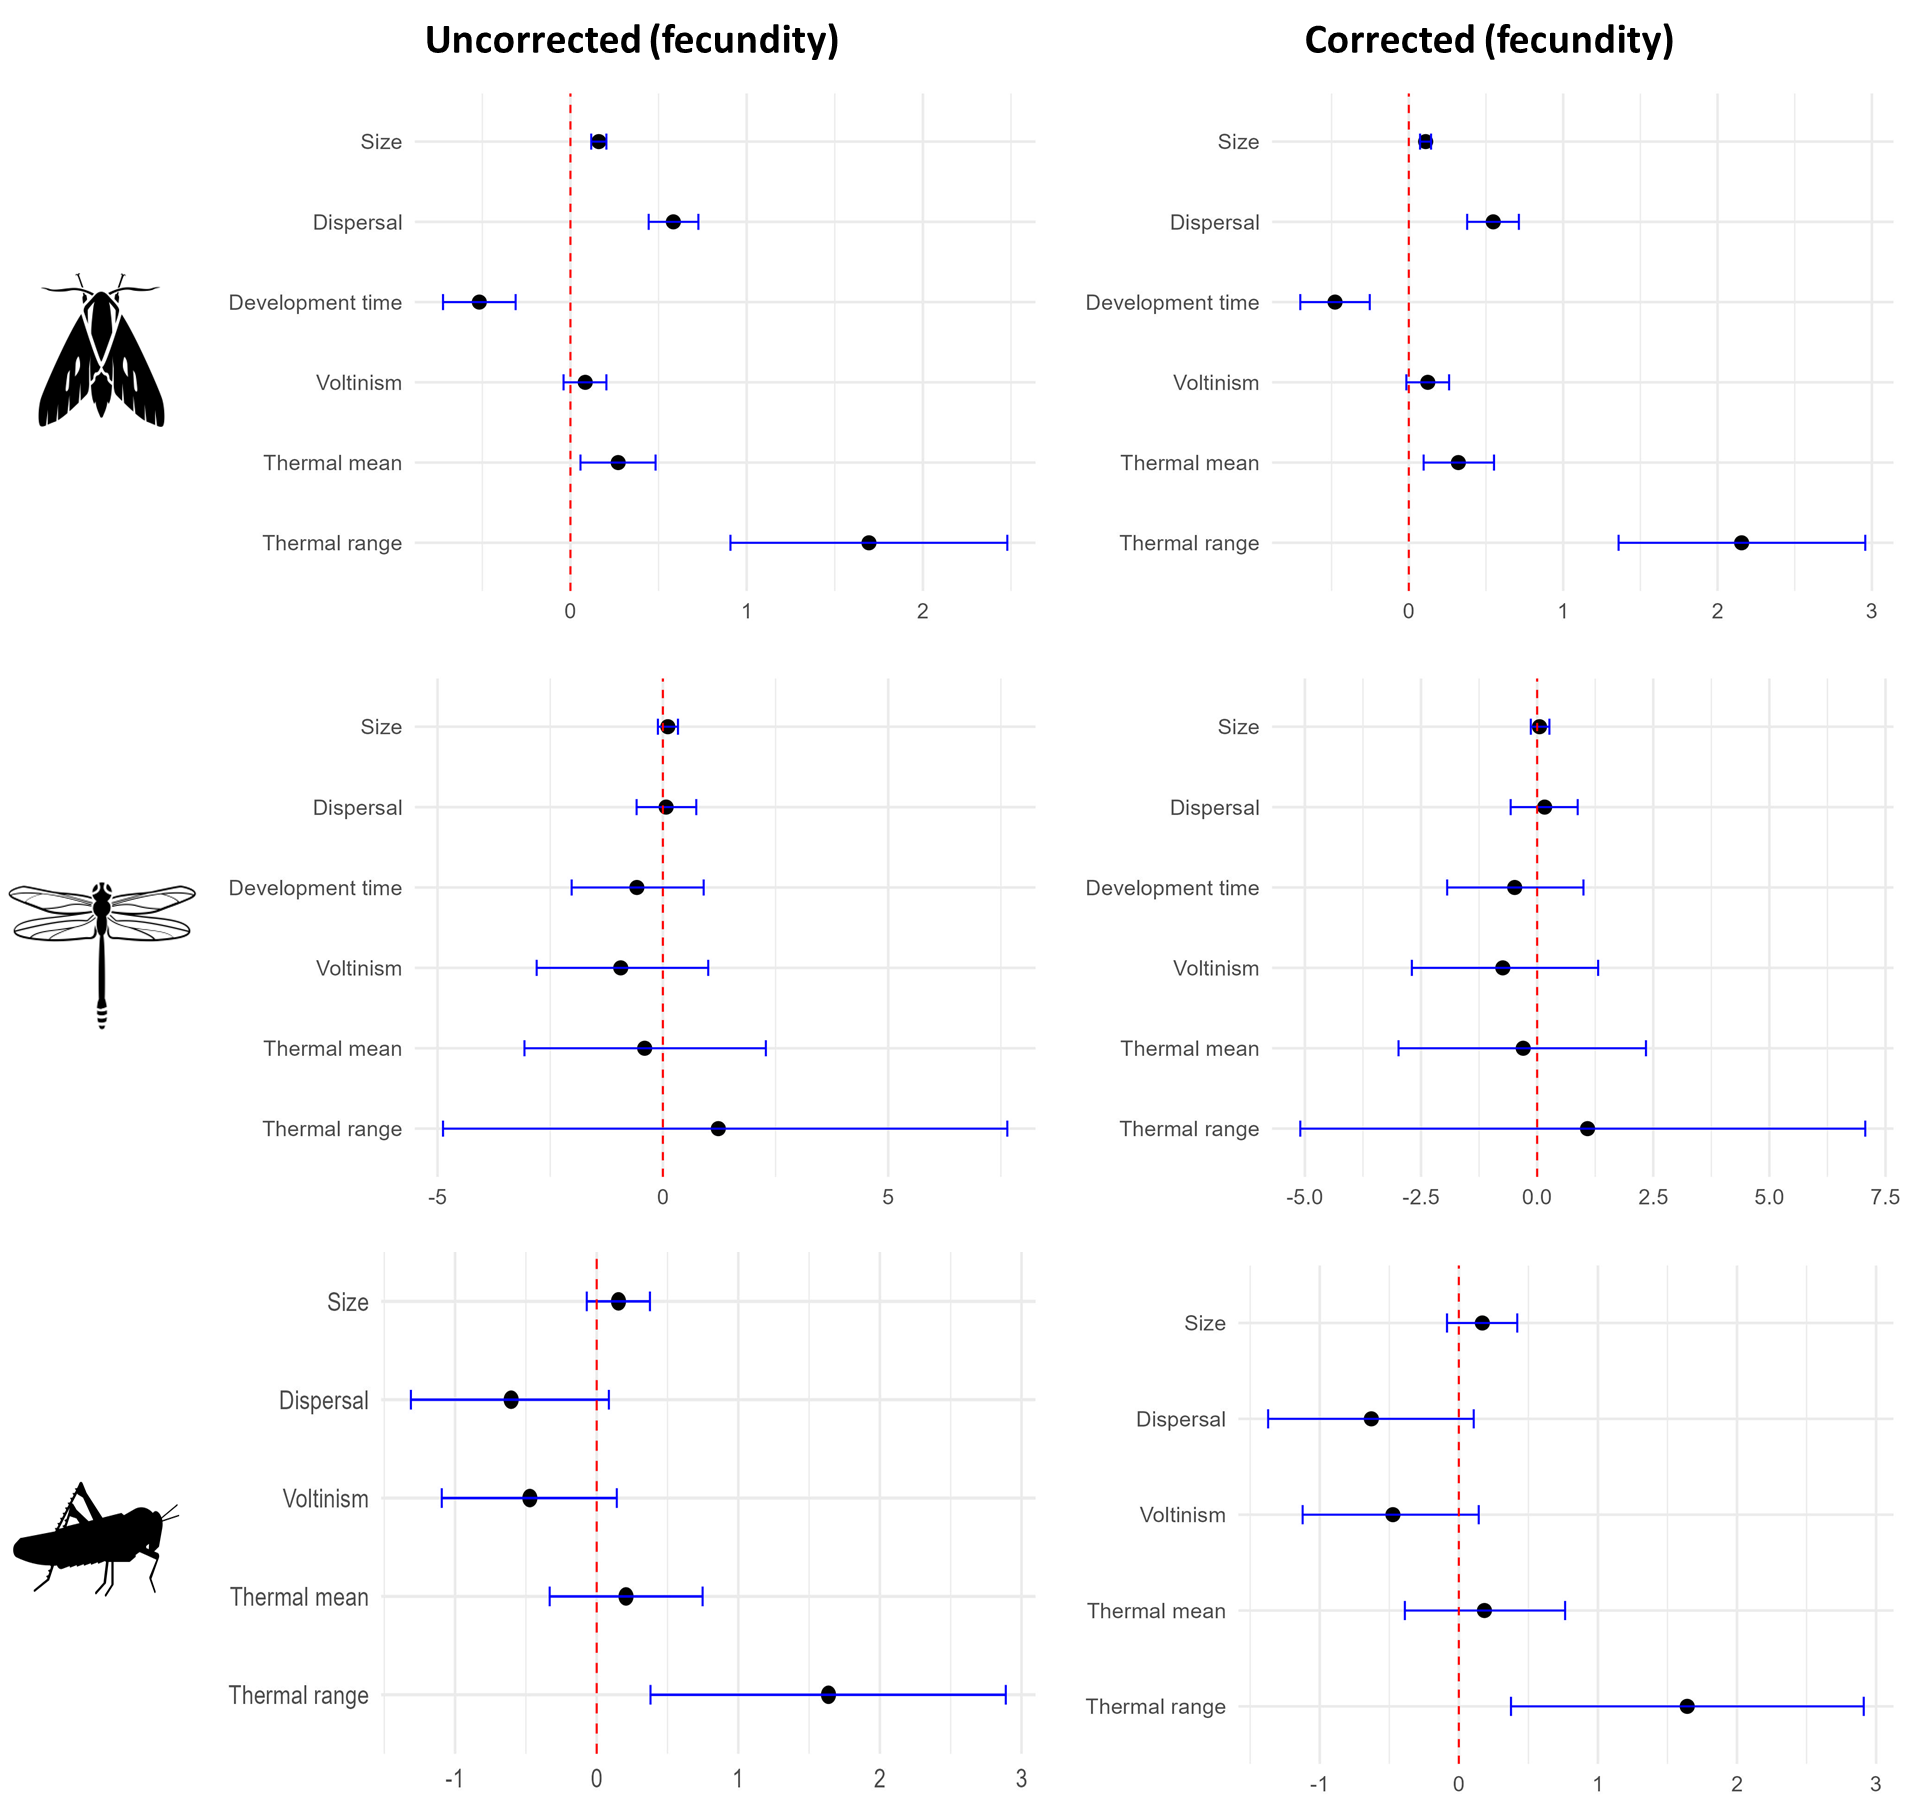 Uncorrected (fecundity)
Corrected (fecundity)
Size
Dispersal
Development time
Voltinism
Thermal mean
Thermal range
0 1 2
Size
Dispersal
Development time
Voltinism
Thermal mean
Thermal range
0 1 2 3
Size
Dispersal
Development time
Voltinism
Thermal mean
Thermal range
-5 0 5
Size
Dispersal
Development time
Voltinism
Thermal mean
Thermal range
-5.0 -2.5 0.0 2.5 5.0 7.5
Size
Dispersal
Voltinism
Thermal mean
Thermal range
-1 0 1 2 3
Size
Dispersal
Voltinism
Thermal mean
Thermal range
-1 0 1 2 3